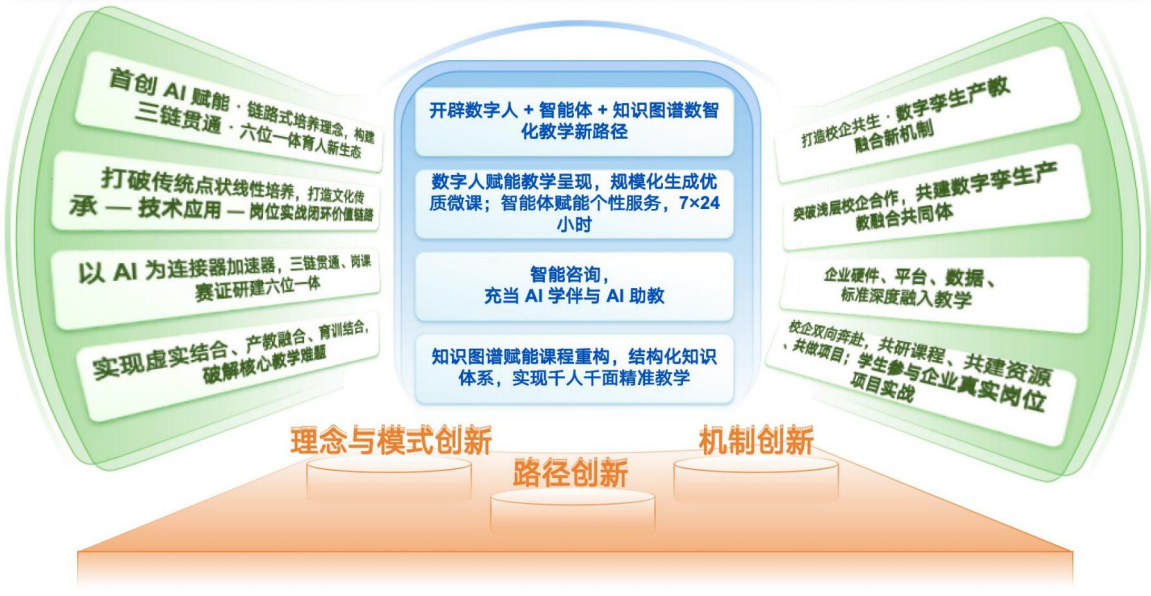 首创 AI 赋能 · 链路式培养理念，构建
三链贯通 · 六位一体育人新生态
打破传统点状线性培养，打造文化传
承 — 技术应用 — 岗位实战闭环价值链路
以 AI 为连接器加速器，三链贯通、岗课
赛证研建六位一体
实现虚实结合、产教融合、育训结合，
破解核心教学难题
开辟数字人 + 智能体 + 知识图谱数智
化教学新路径
数字人赋能教学呈现，规模化生成优
质微课；智能体赋能个性服务，7×24
小时
智能咨询，
充当 AI 学伴与 AI 助教
知识图谱赋能课程重构，结构化知识
体系，实现千人千面精准教学
打造校企共生 · 数字孪生产教
融合新机制
突破浅层校企合作，共建数字孪生产
教融合共同体
企业硬件、平台、数据、
标准深度融入教学
校企双向奔赴，共研课程、共建资源
、共做项目；学生参与企业真实岗位
项目实战
理念与模式创新
路径创新
机制创新